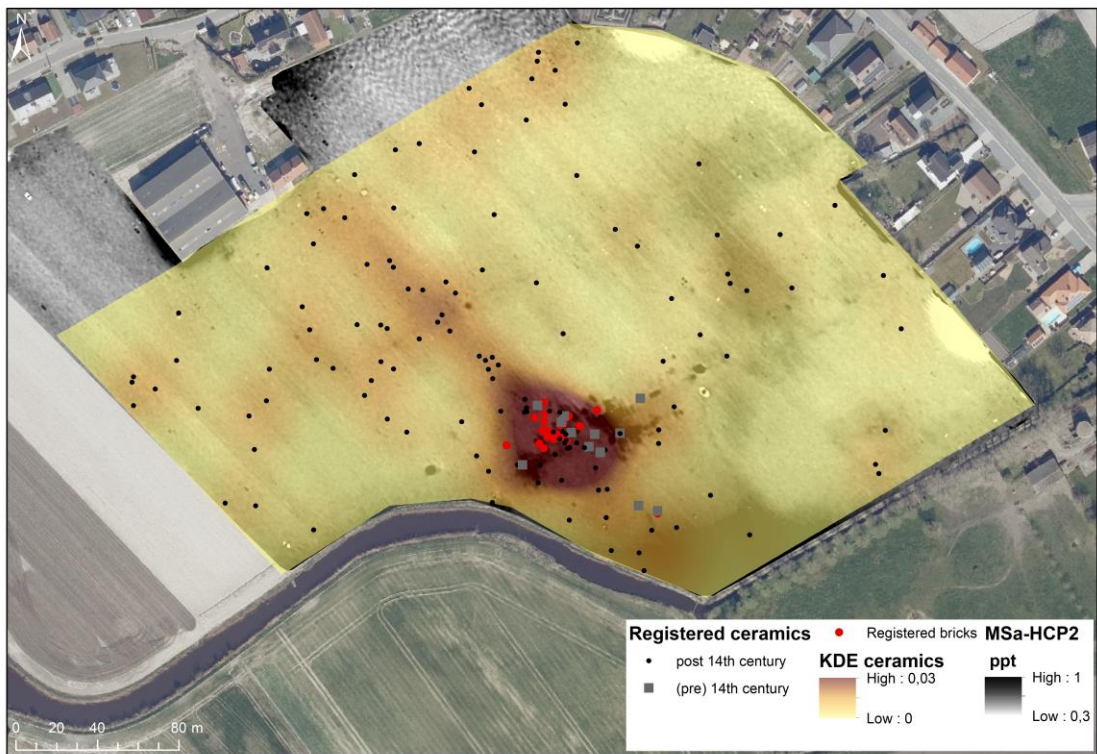 N
Registered ceramics
post 14th century
(pre) 14th century
Registered bricks
KDE ceramics
High : 0,03
Low : 0
MSa-HCP2
ppt
High : 1
Low : 0,3
0 20 40 80 m